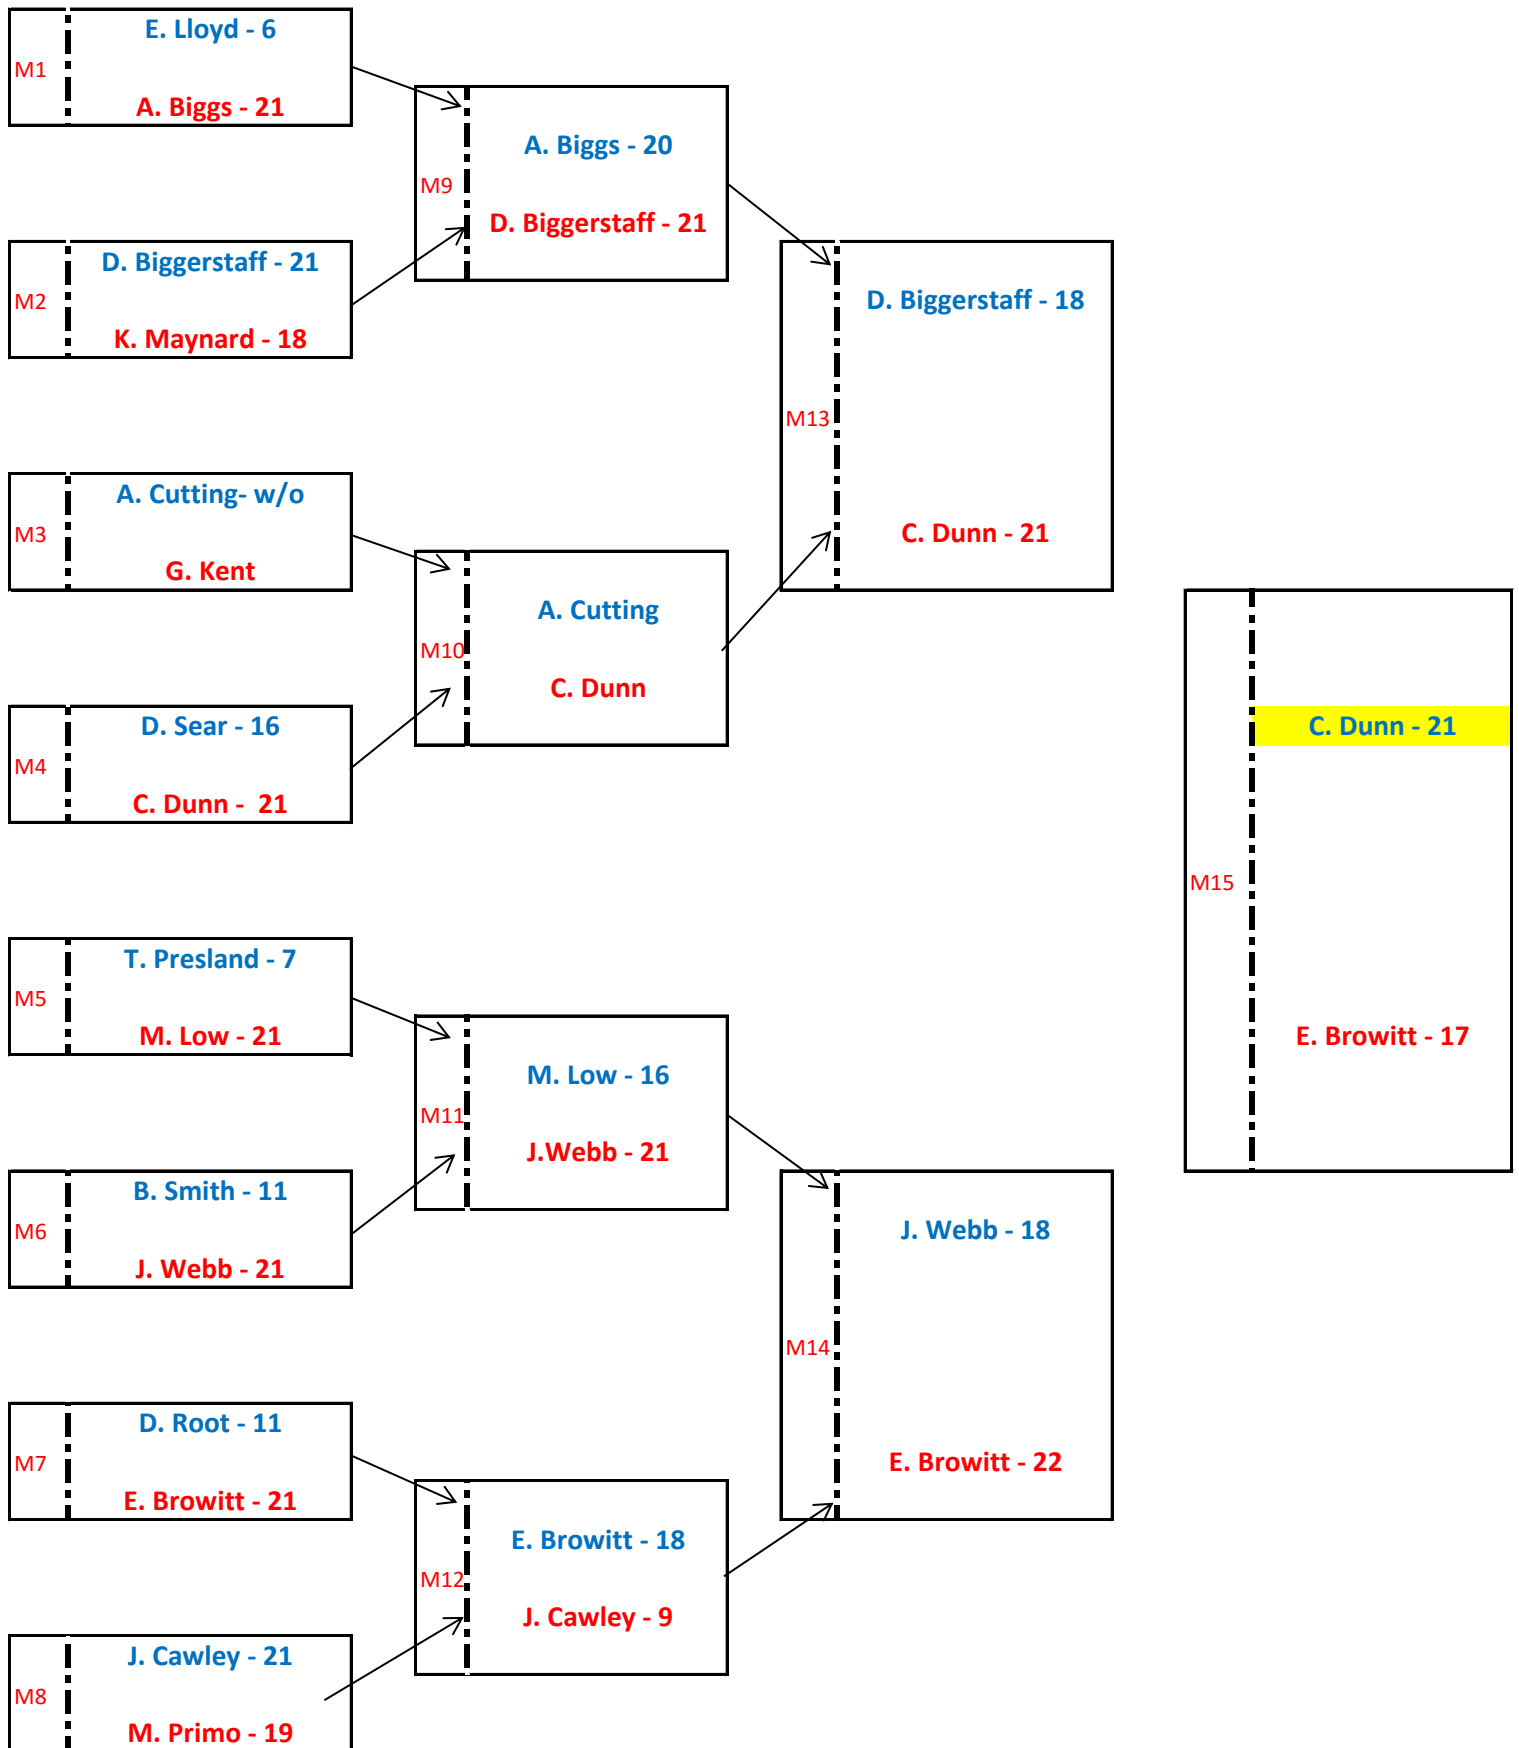 M1
E. Lloyd - 6
A. Biggs - 21
M2
D. Biggerstaff - 21
K. Maynard - 18
M3
A. Cutting- w/o
G. Kent
M4
D. Sear - 16
C. Dunn -  21
M5
T. Presland - 7
M. Low - 21
M6
B. Smith - 11
J. Webb - 21
M7
D. Root - 11
E. Browitt - 21
M8
J. Cawley - 21
M. Primo - 19
M9
A. Biggs - 20
D. Biggerstaff - 21
M10
A. Cutting
C. Dunn
M11
M. Low - 16
J.Webb - 21
M12
E. Browitt - 18
J. Cawley - 9
M13
D. Biggerstaff - 18
C. Dunn - 21
M14
J. Webb - 18
E. Browitt - 22
M15
C. Dunn - 21
E. Browitt - 17